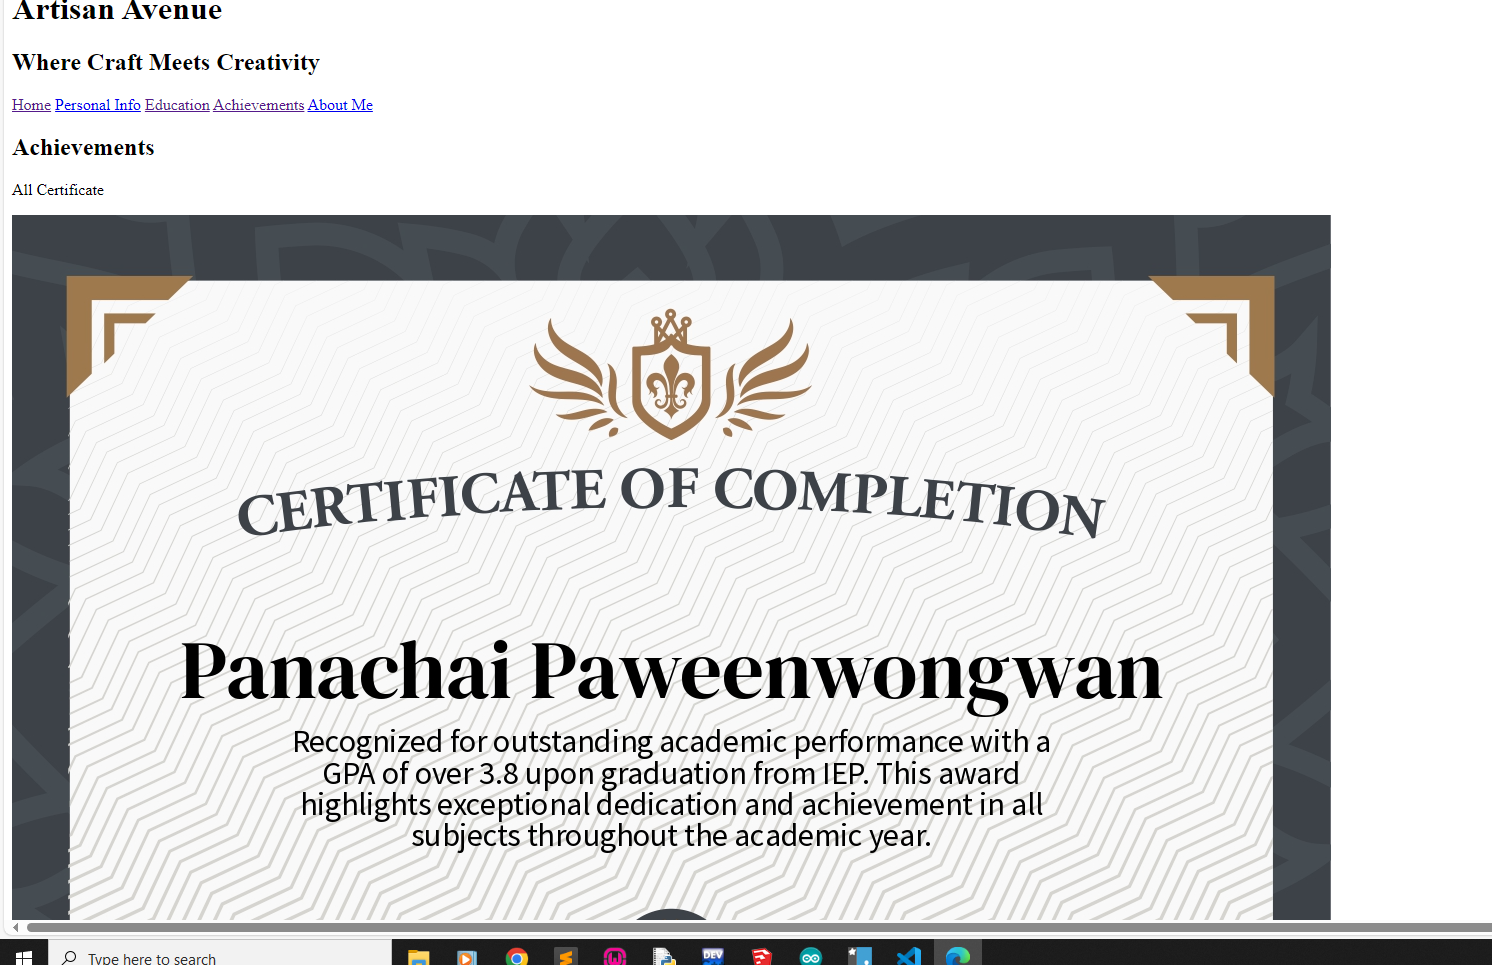 Artisan Avenue
Where Craft Meets Creativity
Home Personal Info Education Achievements About Me
Achievements
All Certificate
CERTIFICATE OF COMPLETION
Panachai Paweenwongwan
Recognized for outstanding academic performance with a
GPA of over 3.8 upon graduation from IEP. This award
highlights exceptional dedication and achievement in all
subjects throughout the academic year.
Type here to search
DEV